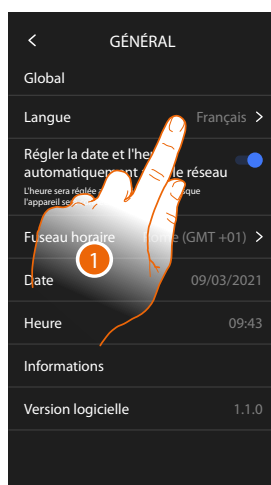 GÉNÉRAL
Global
Langue Français
Régler la date et l'he
automatiquement le réseau
L'heure sera réglée que
l'appareil se
Fuseau horaire (GMT +01)
1
Date 09/03/2021
Heure 09:43
Informations
Version logicielle 1.1.0